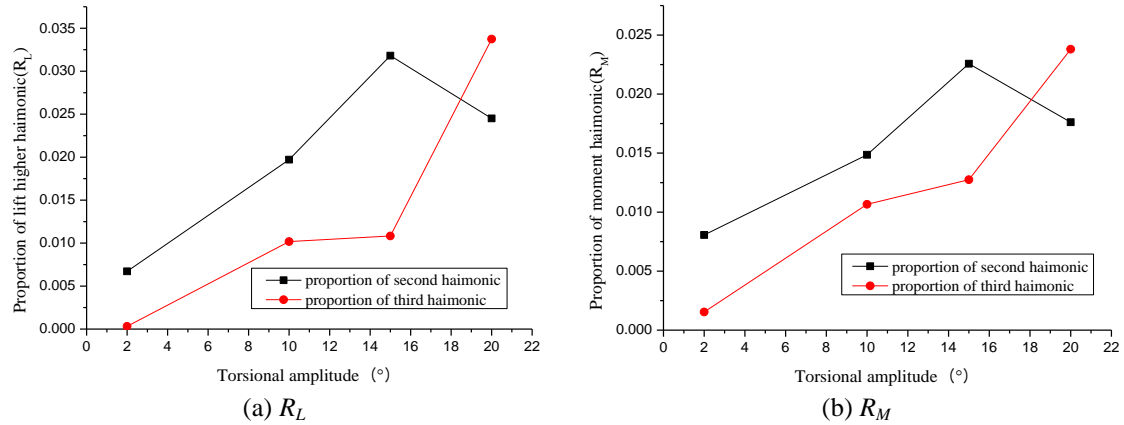 Proportion of lift higher haimonic(R_L)
0.035
0.030
0.025
0.020
0.015
0.010
0.005
0.000
proportion of second haimonic
proportion of third haimonic
0 2 4 6 8 10 12 14 16 18 20 22
Torsional amplitude（°）
(a) R_L
Proportion of moment haimonic(R_M)
0.025
0.020
0.015
0.010
0.005
0.000
proportion of second haimonic
proportion of third haimonic
0 2 4 6 8 10 12 14 16 18 20 22
Torsional amplitude（°）
(b) R_M